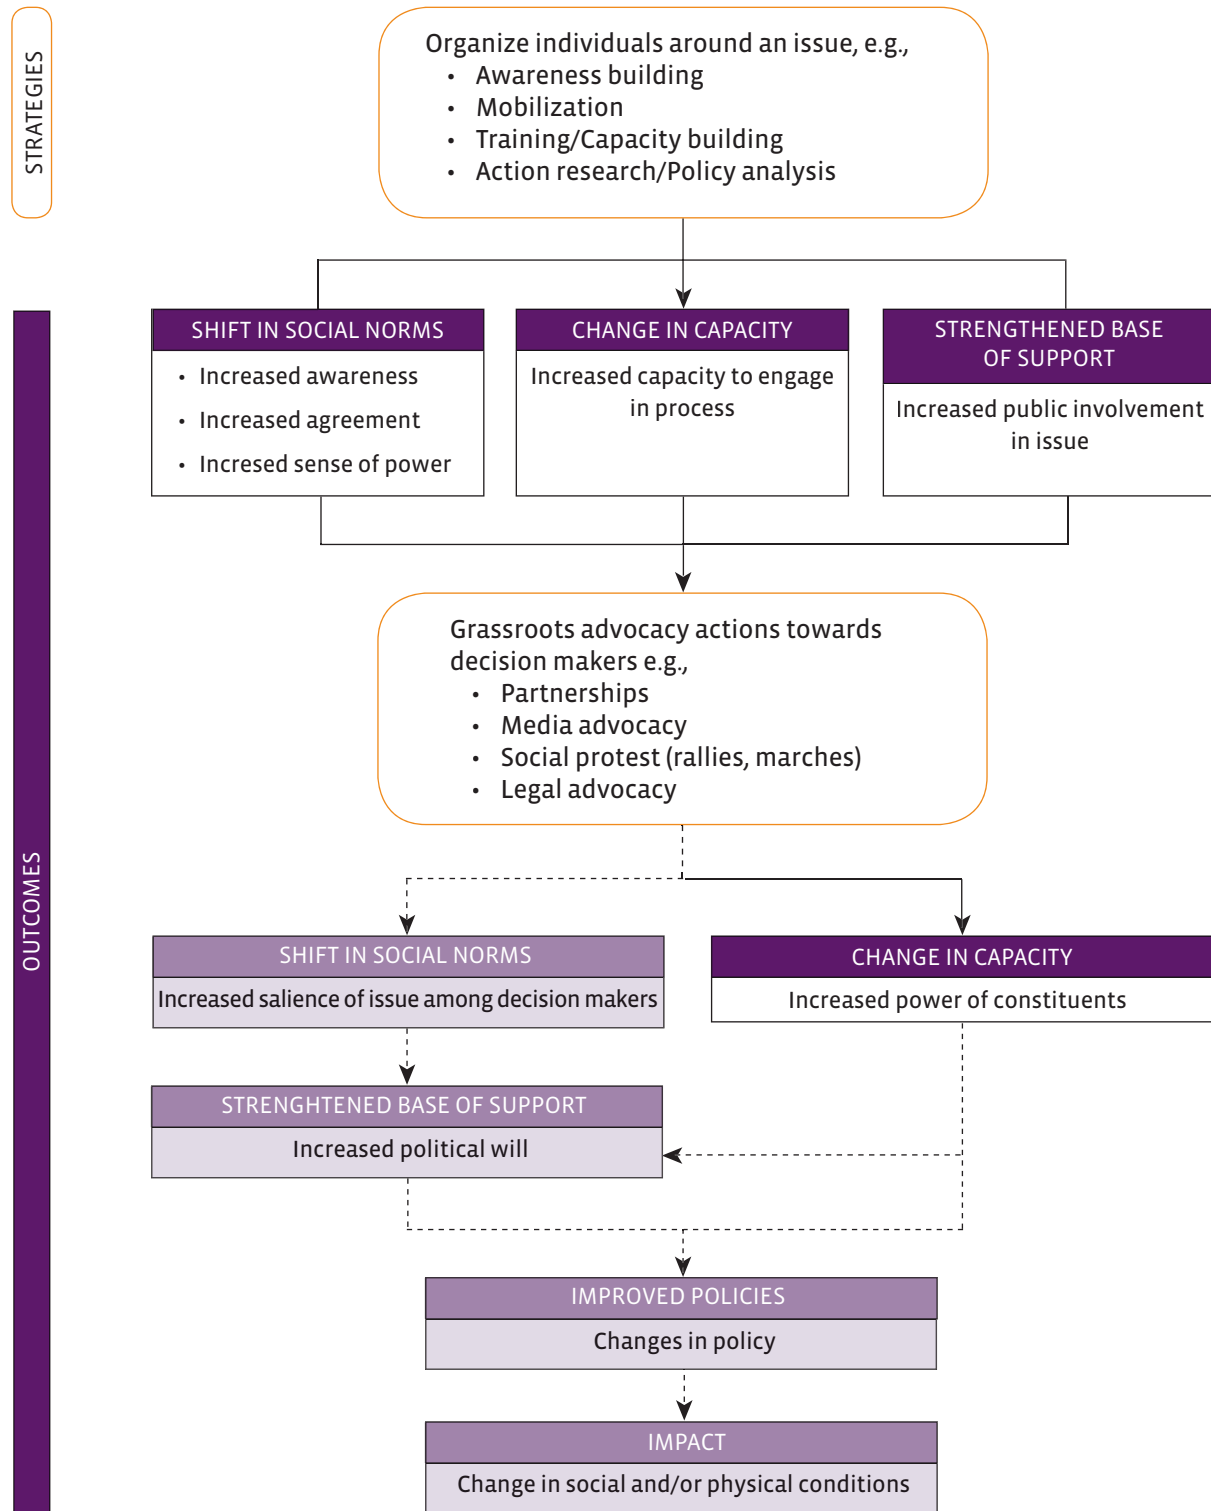 STRATEGIES
Organize individuals around an issue, e.g.,
• Awareness building
• Mobilization
• Training/Capacity building
• Action research/Policy analysis
OUTCOMES
SHIFT IN SOCIAL NORMS
• Increased awareness
• Increased agreement
• Incresed sense of power
CHANGE IN CAPACITY
Increased capacity to engage
in process
STRENGTHENED BASE
OF SUPPORT
Increased public involvement
in issue
Grassroots advocacy actions towards
decision makers e.g.,
• Partnerships
• Media advocacy
• Social protest (rallies, marches)
• Legal advocacy
SHIFT IN SOCIAL NORMS
Increased salience of issue among decision makers
CHANGE IN CAPACITY
Increased power of constituents
STRENGHTENED BASE OF SUPPORT
Increased political will
IMPROVED POLICIES
Changes in policy
IMPACT
Change in social and/or physical conditions